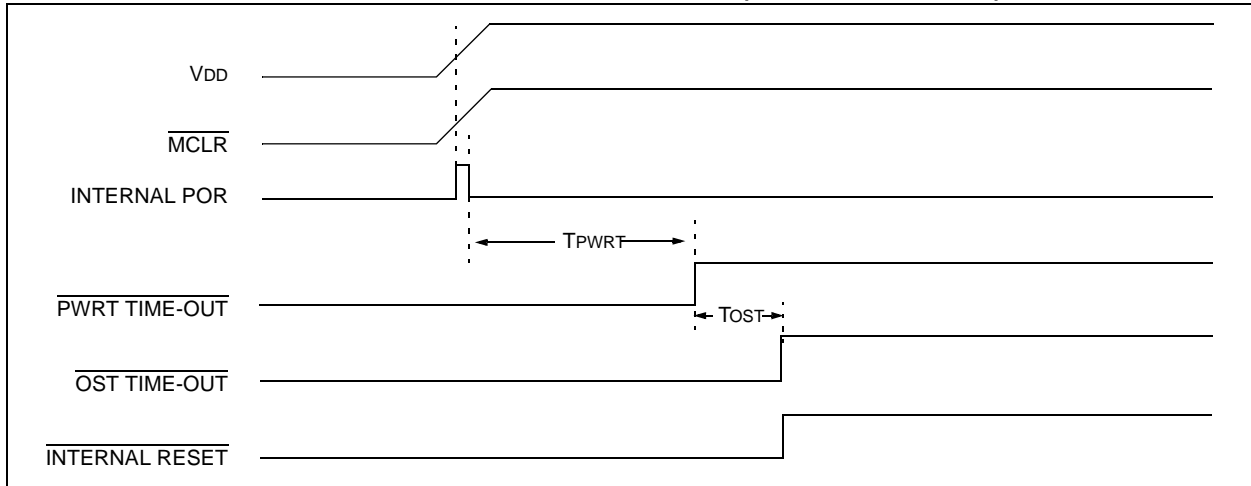 VDD
MCLR
INTERNAL POR
TPWRT
PWRT TIME-OUT
TOST
OST TIME-OUT
INTERNAL RESET